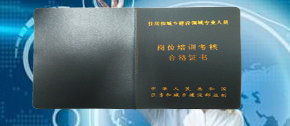 住房和城乡建设领域专业人员
岗位培训考核
合格证书
中华人民共和国
住房和城乡建设部监制